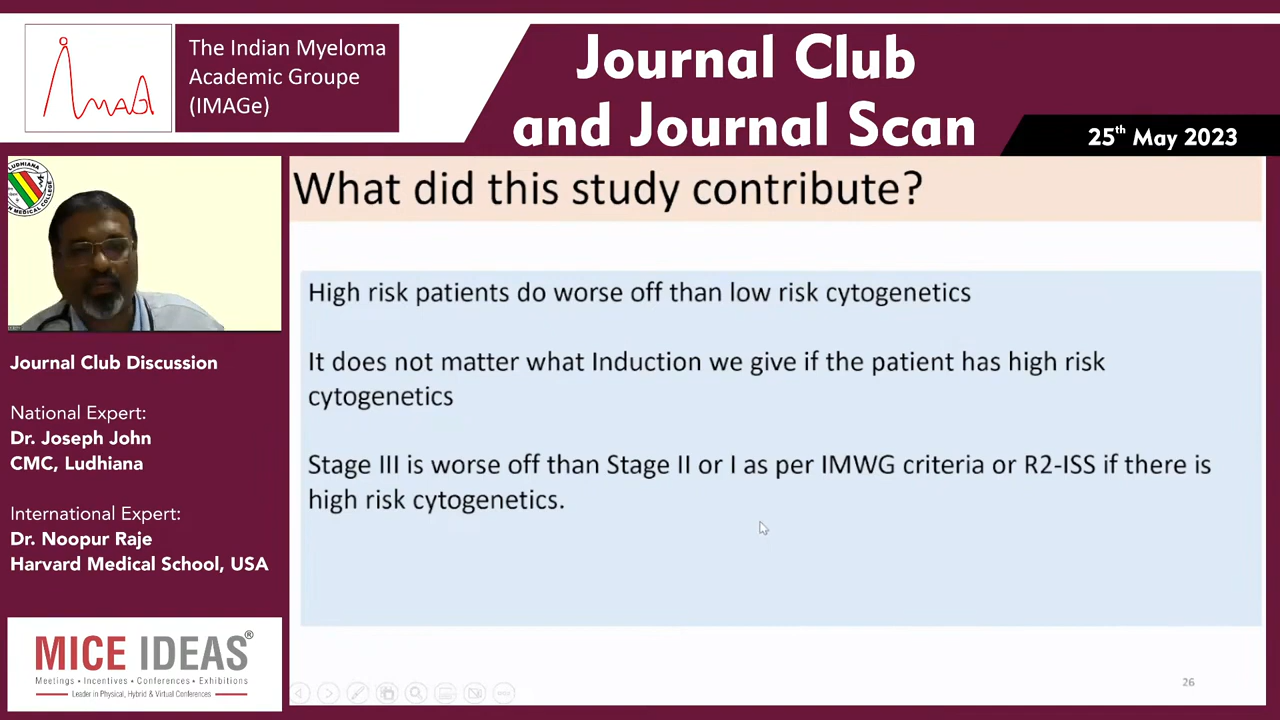 The Indian Myeloma
Academic Groupe
(IMAGe)
Journal Club
and Journal Scan
25th May 2023
LUDHIANA
What did this study contribute?
High risk patients do worse off than low risk cytogenetics
It does not matter what Induction we give if the patient has high risk
cytogenetics
Stage III is worse off than Stage II or I as per IMWG criteria or R2-ISS if there is
high risk cytogenetics.
26
Journal Club Discussion
National Expert:
Dr. Joseph John
CMC, Ludhiana
International Expert:
Dr. Noopur Raje
Harvard Medical School, USA
MICE IDEAS®
Meetings • Incentives • Conferences • Exhibitions
Leader in Physical, Hybrid & Virtual Conferences